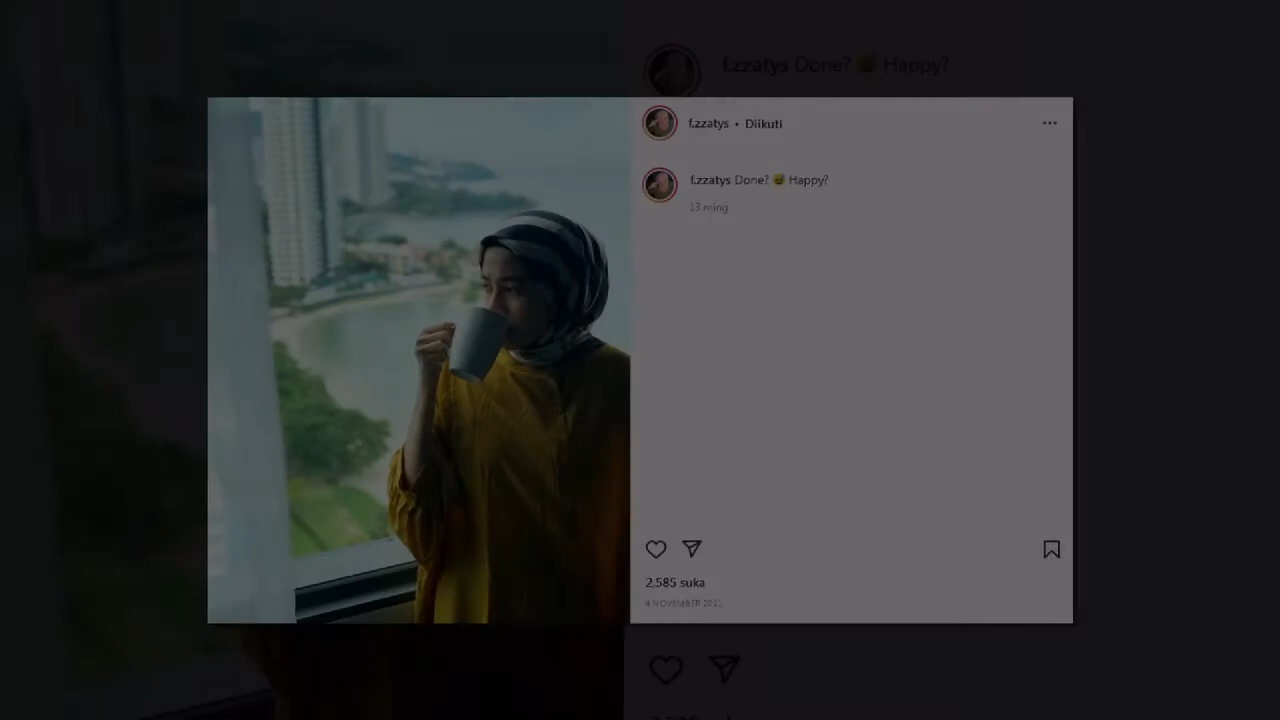 f.zzatys Done? 😅 Happy?
f.zzatys • Diikuti
f.zzatys Done? 😅 Happy?
13 ming
2,585 suka
4 NOVEMBER 2021